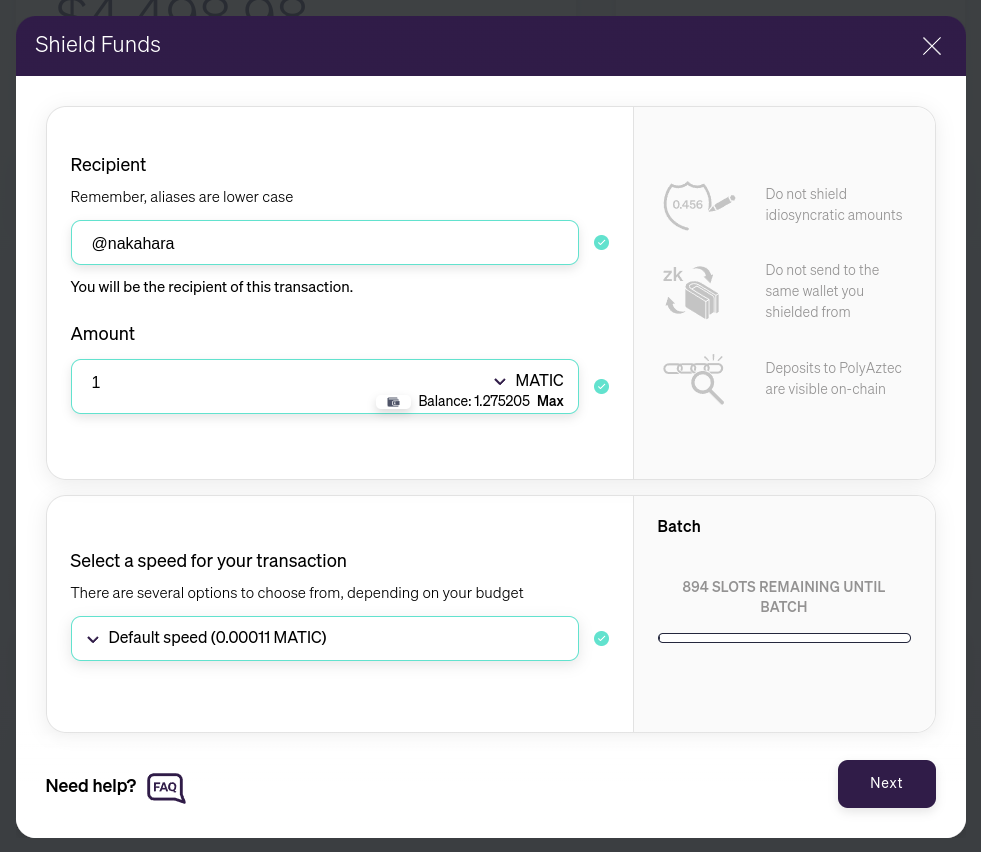 Shield Funds
Recipient
Remember, aliases are lower case
@nakahara
You will be the recipient of this transaction.
Amount
1
MATIC
Balance: 1.275205 Max
0.456
Do not shield
idiosyncratic amounts
zk
Do not send to the
same wallet you
shielded from
Deposits to PolyAztec
are visible on-chain
Select a speed for your transaction
There are several options to choose from, depending on your budget
Default speed (0.00011 MATIC)
Batch
894 SLOTS REMAINING UNTIL
BATCH
Need help?
FAQ
Next